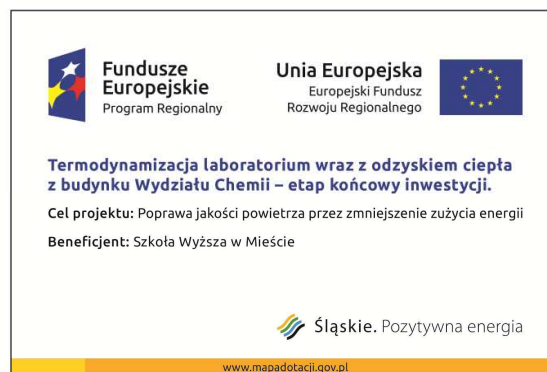 Fundusze
Europejskie
Program Regionalny
Unia Europejska
Europejski Fundusz
Rozwoju Regionalnego
Termodynamizacja laboratorium wraz z odzyskiem ciepła
z budynku Wydziału Chemii – etap końcowy inwestycji.
Cel projektu: Poprawa jakości powietrza przez zmniejszenie zużycia energii
Beneficjent: Szkoła Wyższa w Mieście
Śląskie. Pozytywna energia
www.mapadotacji.gov.pl